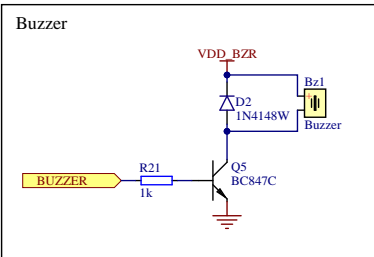 Buzzer
VDD_BZR
Bz1
D2
1N4148W
Buzzer
R21
Q5
BUZZER
1k
BC847C